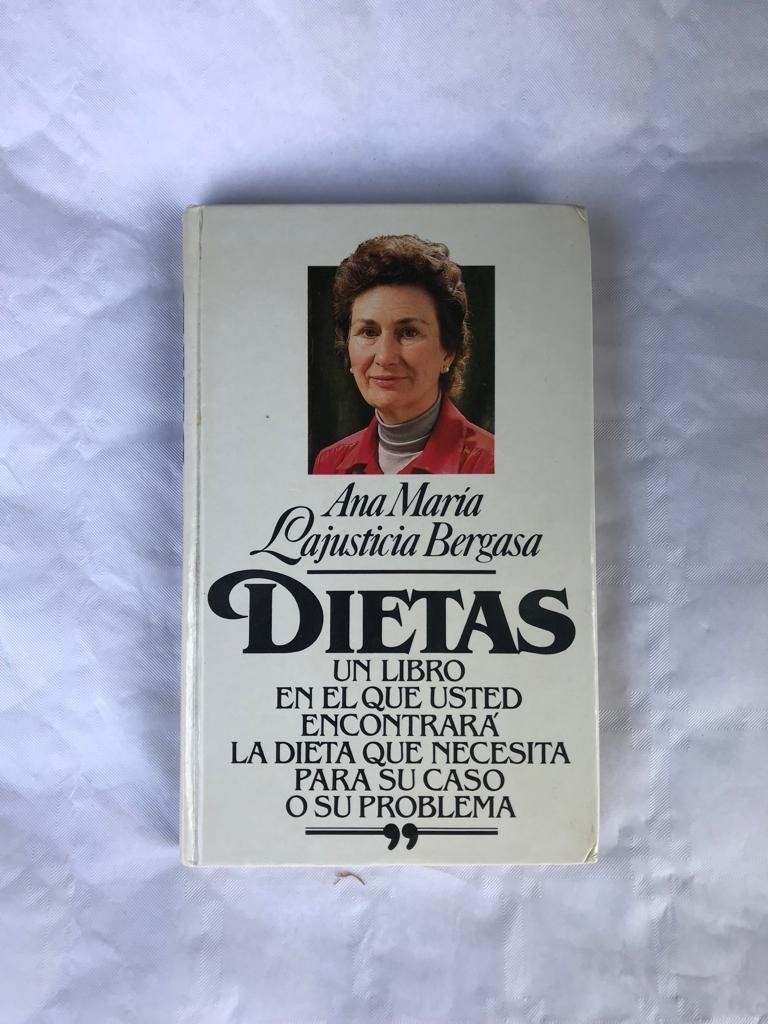 Ana María
Lajusticia Bergasa
DIETAS
UN LIBRO
EN EL QUE USTED
ENCONTRARÁ
LA DIETA QUE NECESITA
PARA SU CASO
O SU PROBLEMA